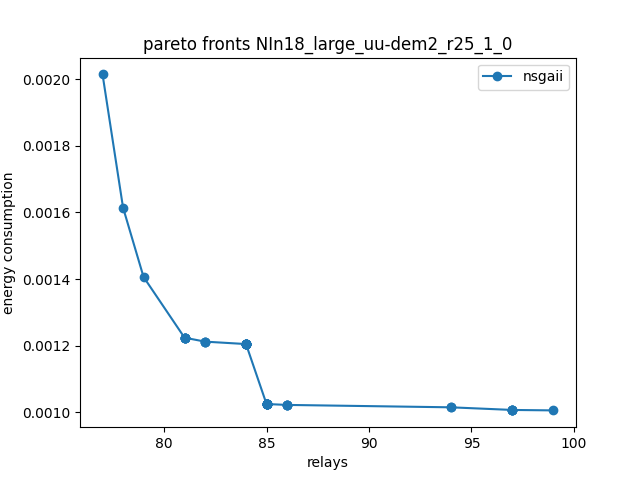 pareto fronts NIn18_large_uu-dem2_r25_1_0
nsgaii
0.0020
0.0018
0.0016
0.0014
0.0012
0.0010
energy consumption
80 85 90 95 100
relays